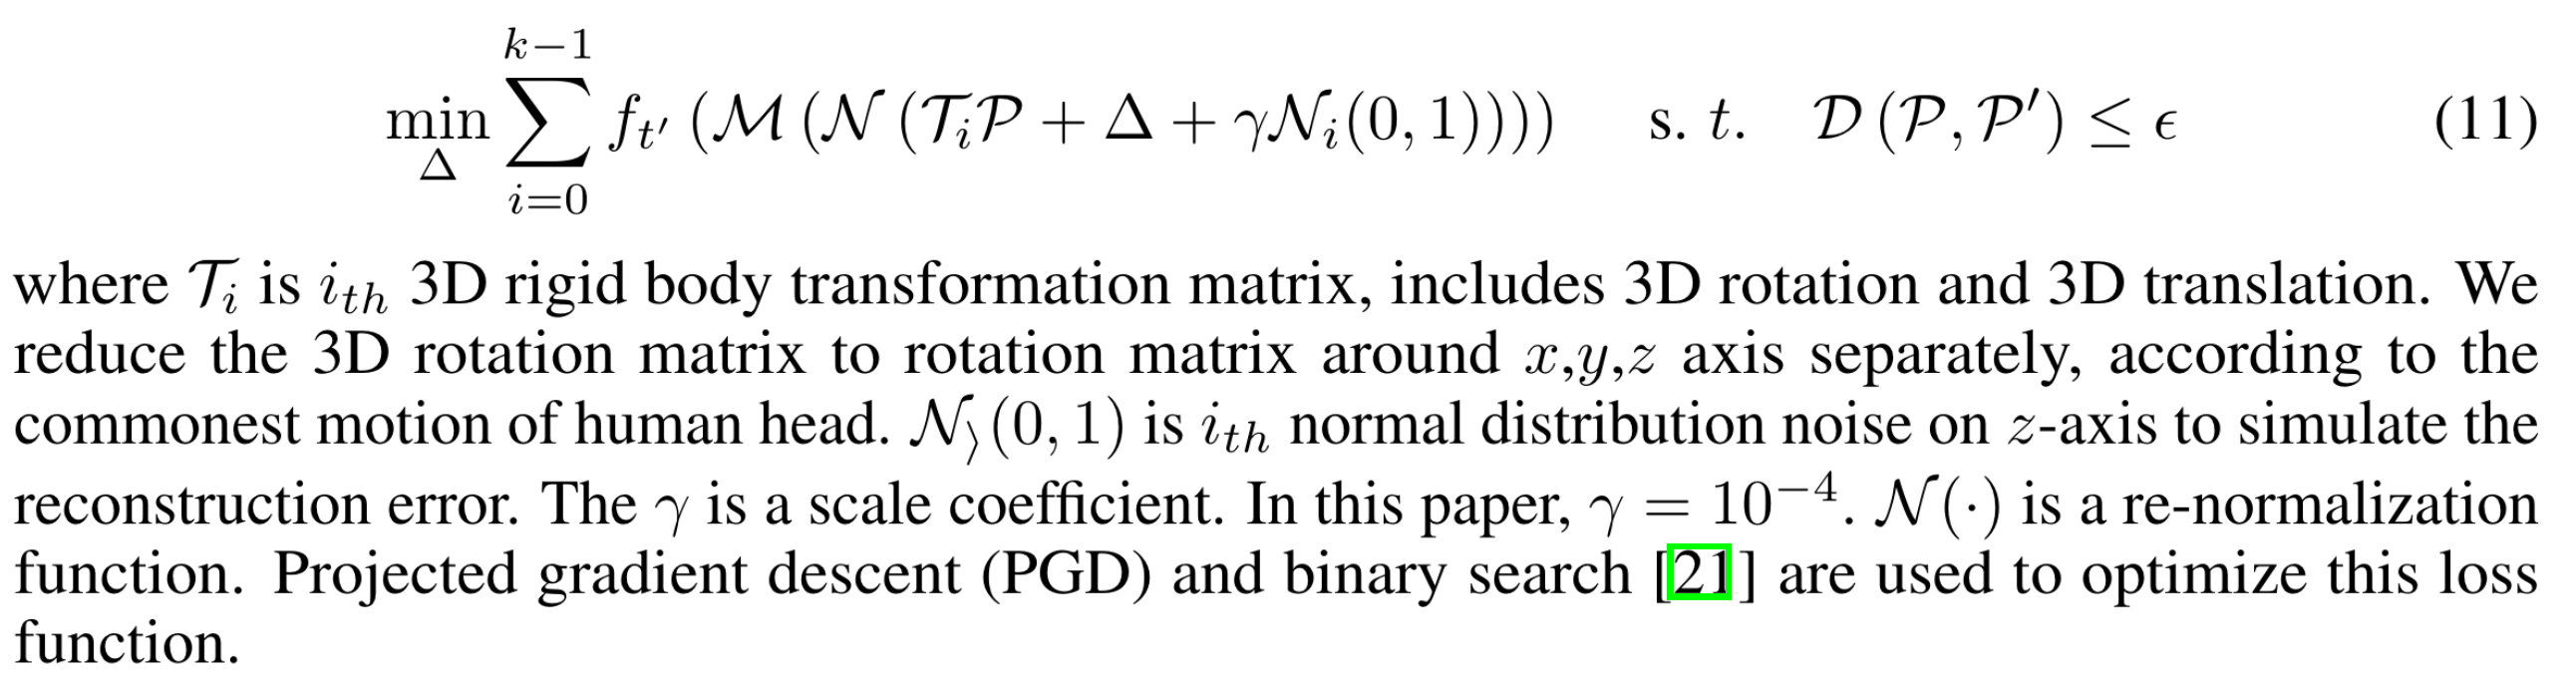 $$\min_{\Delta} \sum_{i=0}^{k-1} f_{t'} \left(\mathcal{M} \left(\mathcal{N} \left(\mathcal{T}_i \mathcal{P} + \Delta + \gamma \mathcal{N}_i(0,1)\right)\right)\right) \quad \text{s. } t. \quad \mathcal{D}\left(\mathcal{P}, \mathcal{P}'\right) \leq \epsilon \quad (11)$$
where $\mathcal{T}_i$ is $i_{th}$ 3D rigid body transformation matrix, includes 3D rotation and 3D translation. We
reduce the 3D rotation matrix to rotation matrix around $x$,$y$,$z$ axis separately, according to the
commonest motion of human head. $\mathcal{N}_{\rangle}(0,1)$ is $i_{th}$ normal distribution noise on $z$-axis to simulate the
reconstruction error. The $\gamma$ is a scale coefficient. In this paper, $\gamma = 10^{-4}$. $\mathcal{N}(\cdot)$ is a re-normalization
function. Projected gradient descent (PGD) and binary search [21] are used to optimize this loss
function.